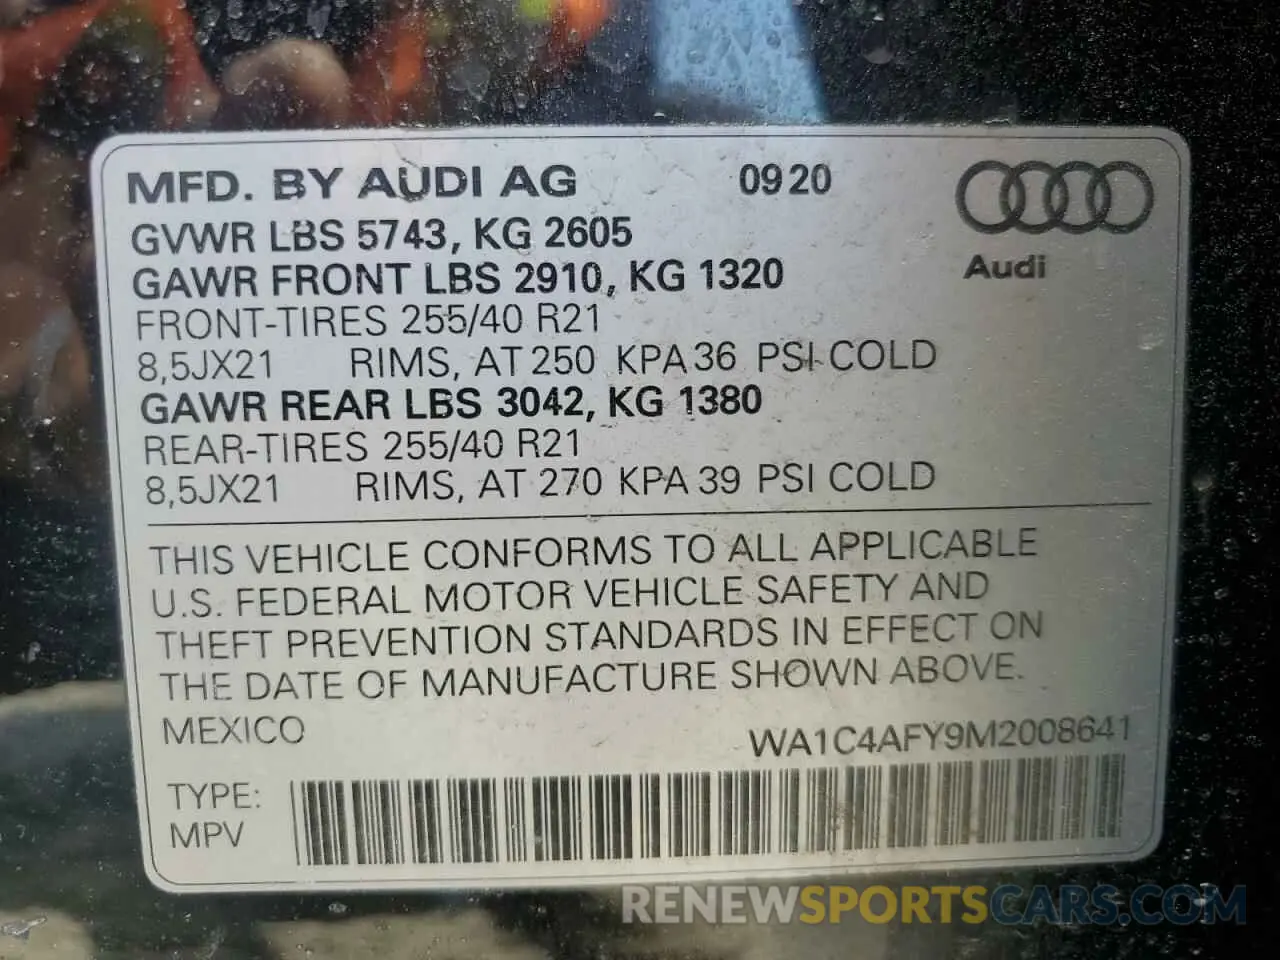 MFD. BY AUDI AG 0920
GVWR LBS 5743, KG 2605
GAWR FRONT LBS 2910, KG 1320
Audi
FRONT-TIRES 255/40 R21
8,5JX21 RIMS, AT 250 KPA 36 PSI COLD
GAWR REAR LBS 3042, KG 1380
REAR-TIRES 255/40 R21
8,5JX21 RIMS, AT 270 KPA 39 PSI COLD
THIS VEHICLE CONFORMS TO ALL APPLICABLE
U.S. FEDERAL MOTOR VEHICLE SAFETY AND
THEFT PREVENTION STANDARDS IN EFFECT ON
THE DATE OF MANUFACTURE SHOWN ABOVE.
MEXICO WA1C4AFY9M2008641
TYPE:
MPV
RENEWSPORTSCARS.COM